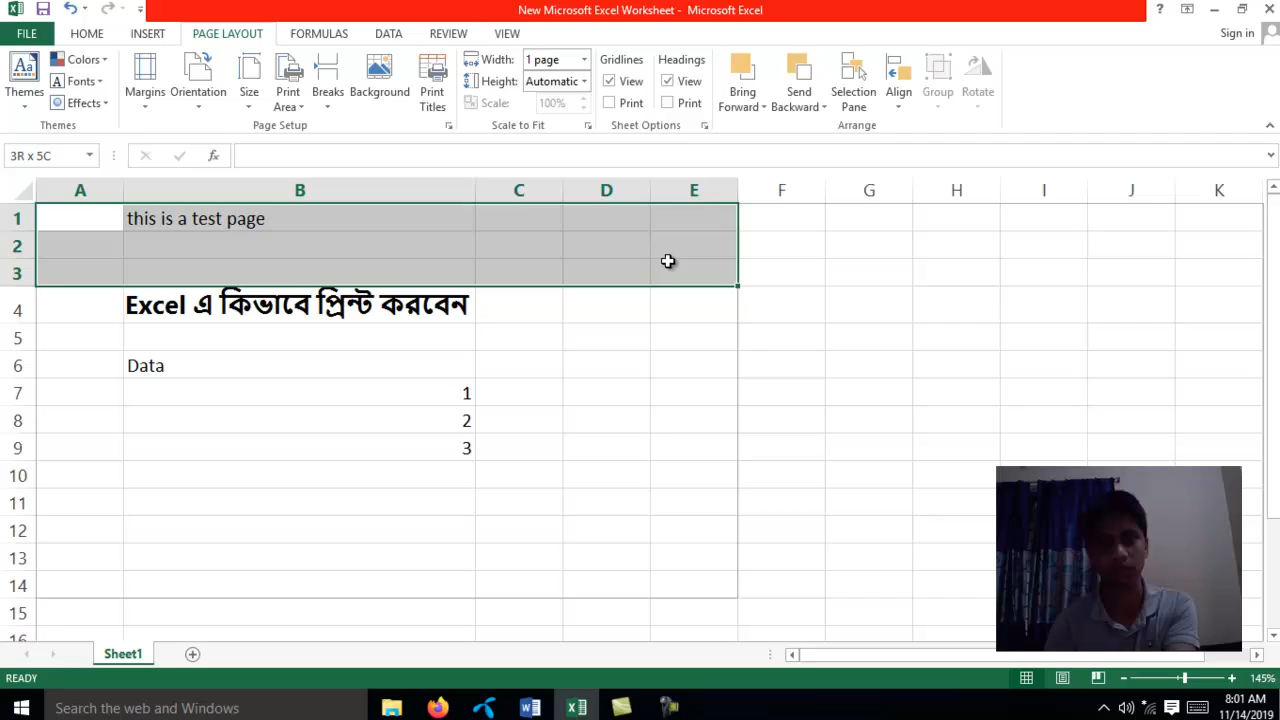 New Microsoft Excel Worksheet - Microsoft Excel
?
FILE HOME INSERT PAGE LAYOUT FORMULAS DATA REVIEW VIEW Sign in
Aa Themes Colors Fonts Effects Themes
Margins Orientation Size Print Area Breaks Background Print Titles Page Setup
Width: 1 page
Height: Automatic
Scale: 100%
Scale to Fit
Gridlines View Print
Headings View Print
Sheet Options
Bring Forward Send Backward Selection Pane Align Group Rotate Arrange
3R x 5C fx
A B C D E F G H I J K
1 this is a test page
2
3
4 Excel এ কিভাবে প্রিন্ট করবেন
5
6 Data
7 1
8 2
9 3
10
11
12
13
14
15
16
Sheet1
READY 145%
Search the web and Windows
8:01 AM
11/14/2019